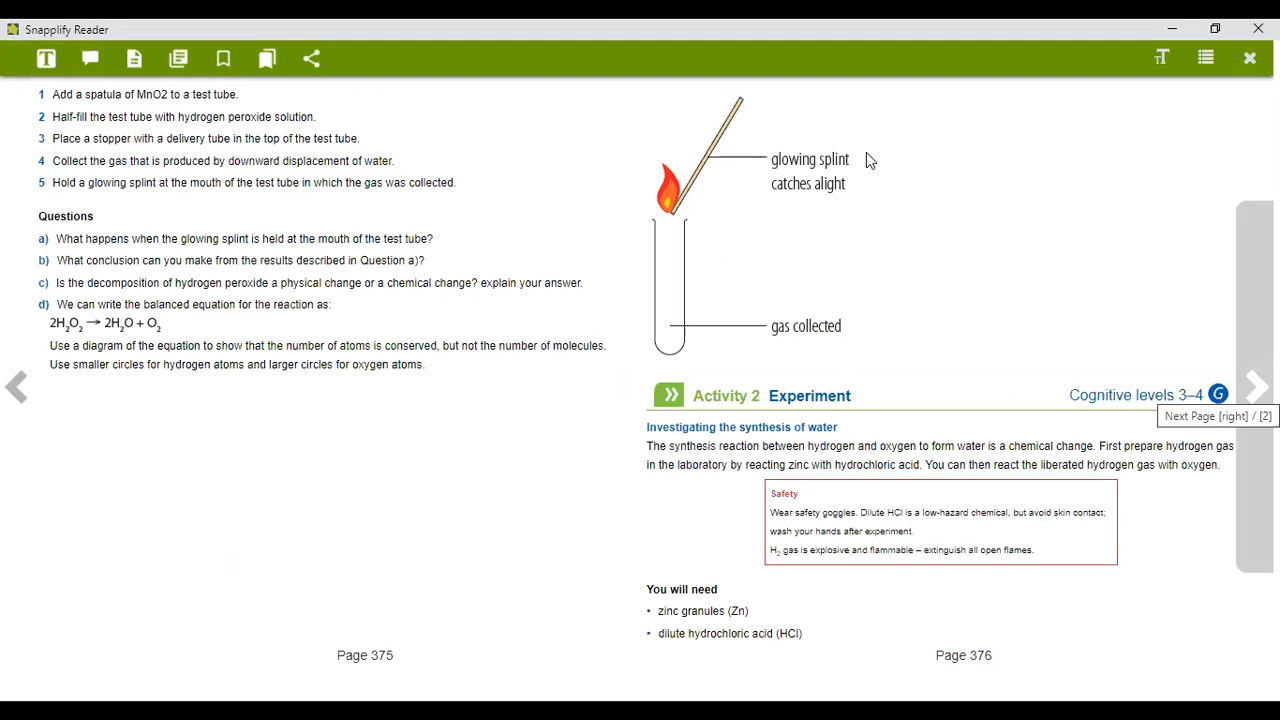 Snapplify Reader
1 Add a spatula of MnO2 to a test tube.
2 Half-fill the test tube with hydrogen peroxide solution.
3 Place a stopper with a delivery tube in the top of the test tube.
4 Collect the gas that is produced by downward displacement of water.
5 Hold a glowing splint at the mouth of the test tube in which the gas was collected.
Questions
a) What happens when the glowing splint is held at the mouth of the test tube?
b) What conclusion can you make from the results described in Question a)?
c) Is the decomposition of hydrogen peroxide a physical change or a chemical change? explain your answer.
d) We can write the balanced equation for the reaction as:
2H₂O₂ → 2H₂O + O₂
Use a diagram of the equation to show that the number of atoms is conserved, but not the number of molecules.
Use smaller circles for hydrogen atoms and larger circles for oxygen atoms.
Page 375
glowing splint
catches alight
gas collected
Activity 2 Experiment Cognitive levels 3–4 G
Next Page [right] / [2]
Investigating the synthesis of water
The synthesis reaction between hydrogen and oxygen to form water is a chemical change. First prepare hydrogen gas
in the laboratory by reacting zinc with hydrochloric acid. You can then react the liberated hydrogen gas with oxygen.
Safety
Wear safety goggles. Dilute HCl is a low-hazard chemical, but avoid skin contact;
wash your hands after experiment.
H₂ gas is explosive and flammable – extinguish all open flames.
You will need
• zinc granules (Zn)
• dilute hydrochloric acid (HCl)
Page 376